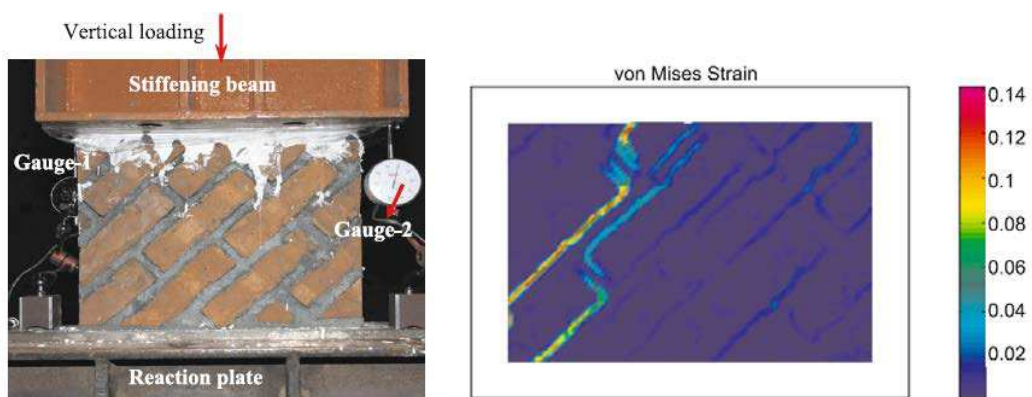 Vertical loading
Stiffening beam
Gauge-1
Gauge-2
Reaction plate
von Mises Strain
0.14
0.12
0.1
0.08
0.06
0.04
0.02